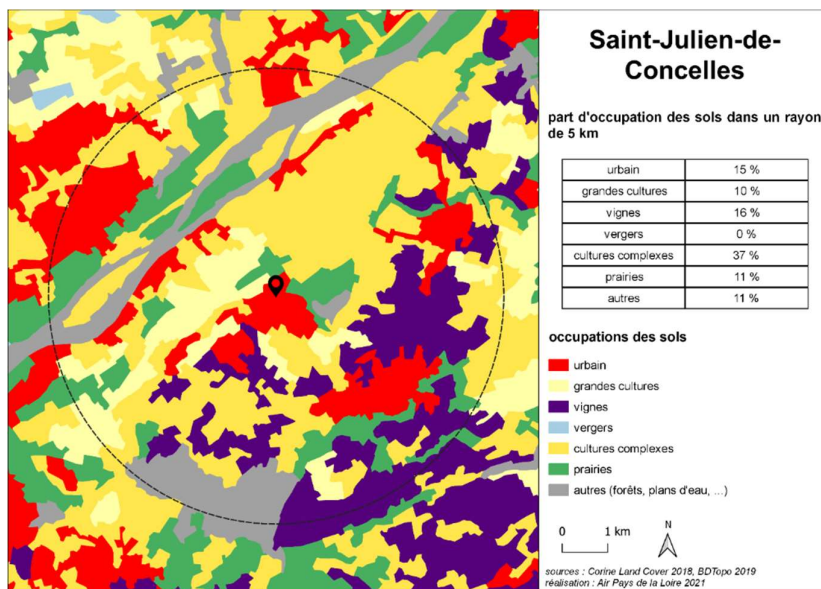 Saint-Julien-de-
Concelles
part d'occupation des sols dans un rayon
de 5 km
urbain 15 %
grandes cultures 10 %
vignes 16 %
vergers 0 %
cultures complexes 37 %
prairies 11 %
autres 11 %
occupations des sols
urbain
grandes cultures
vignes
vergers
cultures complexes
prairies
autres (forêts, plans d'eau, ...)
0 1 km
N
sources : Corine Land Cover 2018, BDTopo 2019
réalisation : Air Pays de la Loire 2021